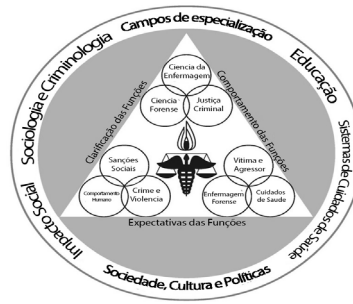 Campos de especialização
Sociologia e Criminologia
Educação
Sistemas de Cuidados de Saúde
Impacto Social
Sociedade, Cultura e Políticas
Clarificação das Funções
Comportamento das Funções
Expectativas das Funções
Ciencia da
Enfermagem
Ciencia
Forense
Justiça
Criminal
Sanções
Sociais
Comportamento
Humano
Crime e
Violencia
Vitima e
Agressor
Enfermagem
Forense
Cuidados
de Saude